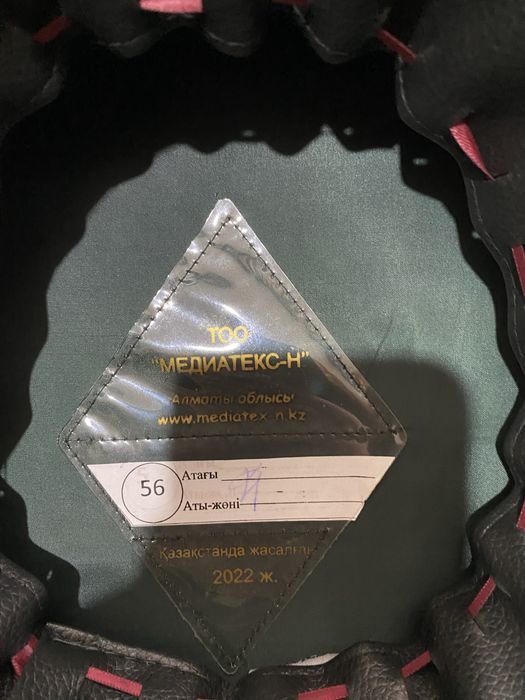 ТОО
"МЕДИАТЕКС-Н"
Алматы облысы
www.mediatex-n.kz
56
Атағы
Аты-жөні
Қазақстанда жасалған
2022 ж.